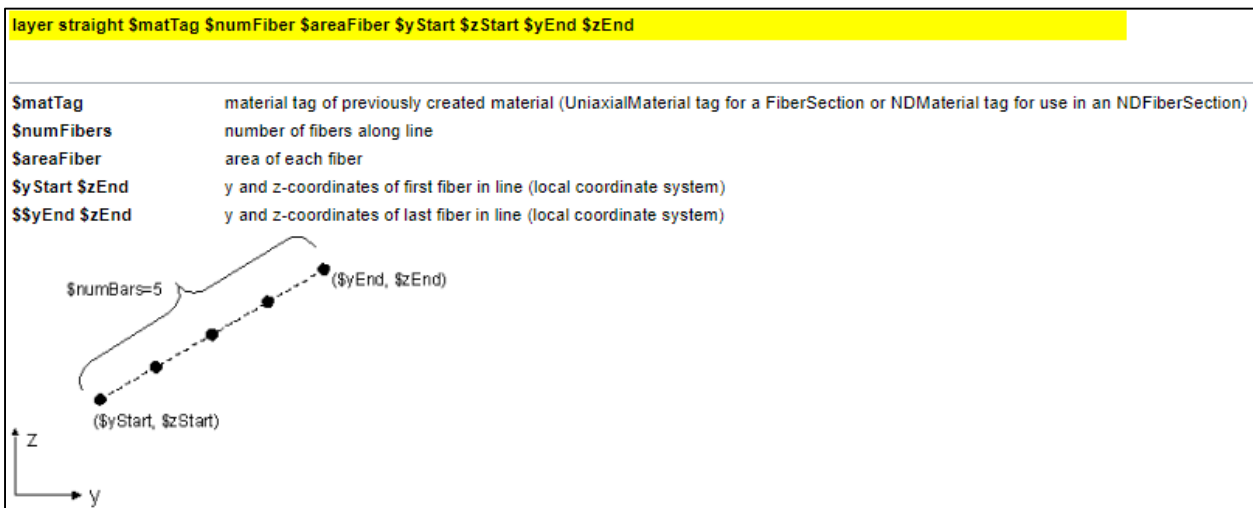 layer straight $matTag $numFiber $areaFiber $yStart $zStart $yEnd $zEnd
$matTag material tag of previously created material (UniaxialMaterial tag for a FiberSection or NDMaterial tag for use in an NDFiberSection)
$numFibers number of fibers along line
$areaFiber area of each fiber
$yStart $zEnd y and z-coordinates of first fiber in line (local coordinate system)
$$yEnd $zEnd y and z-coordinates of last fiber in line (local coordinate system)
$numBars=5
($yEnd, $zEnd)
($yStart, $zStart)
z
y